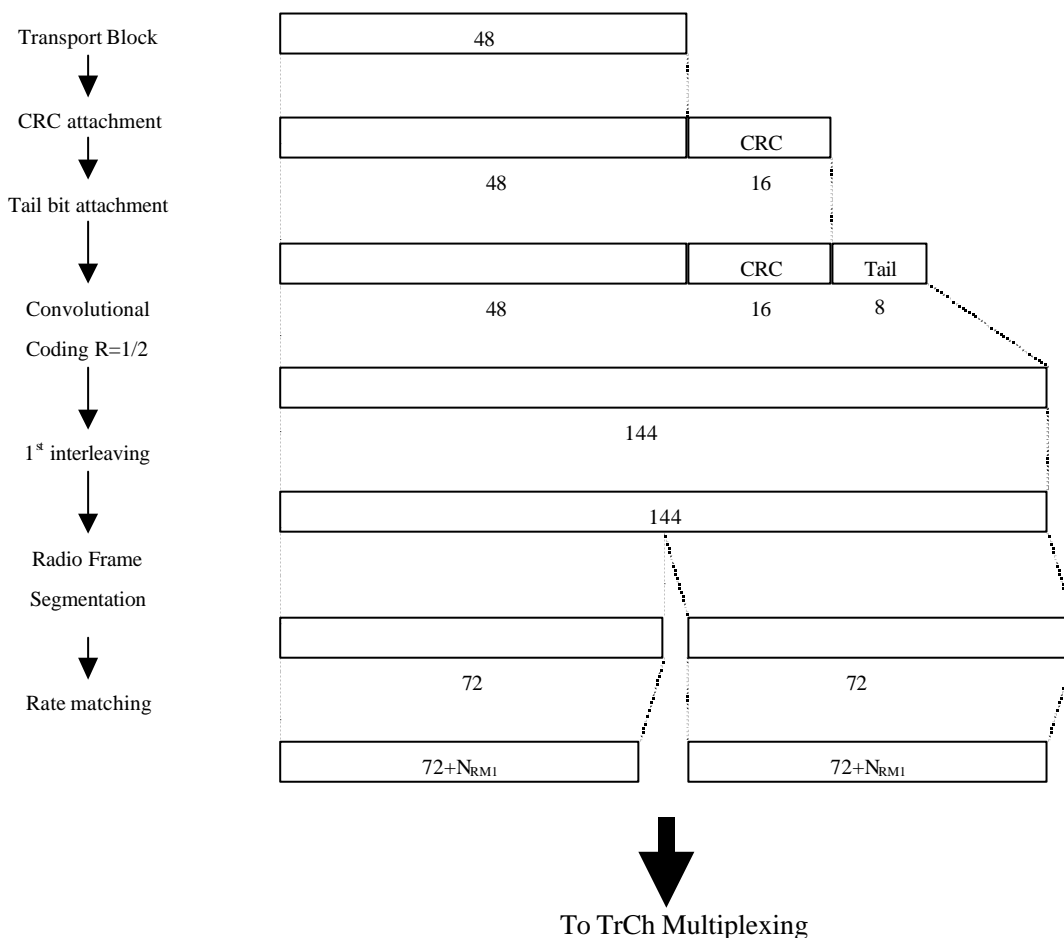 Transport Block
48
CRC attachment
CRC
48 16
Tail bit attachment
CRC Tail
48 16 8
Convolutional
Coding R=1/2
144
1st interleaving
144
Radio Frame
Segmentation
72 72
Rate matching
72+NRM1 72+NRM1
To TrCh Multiplexing